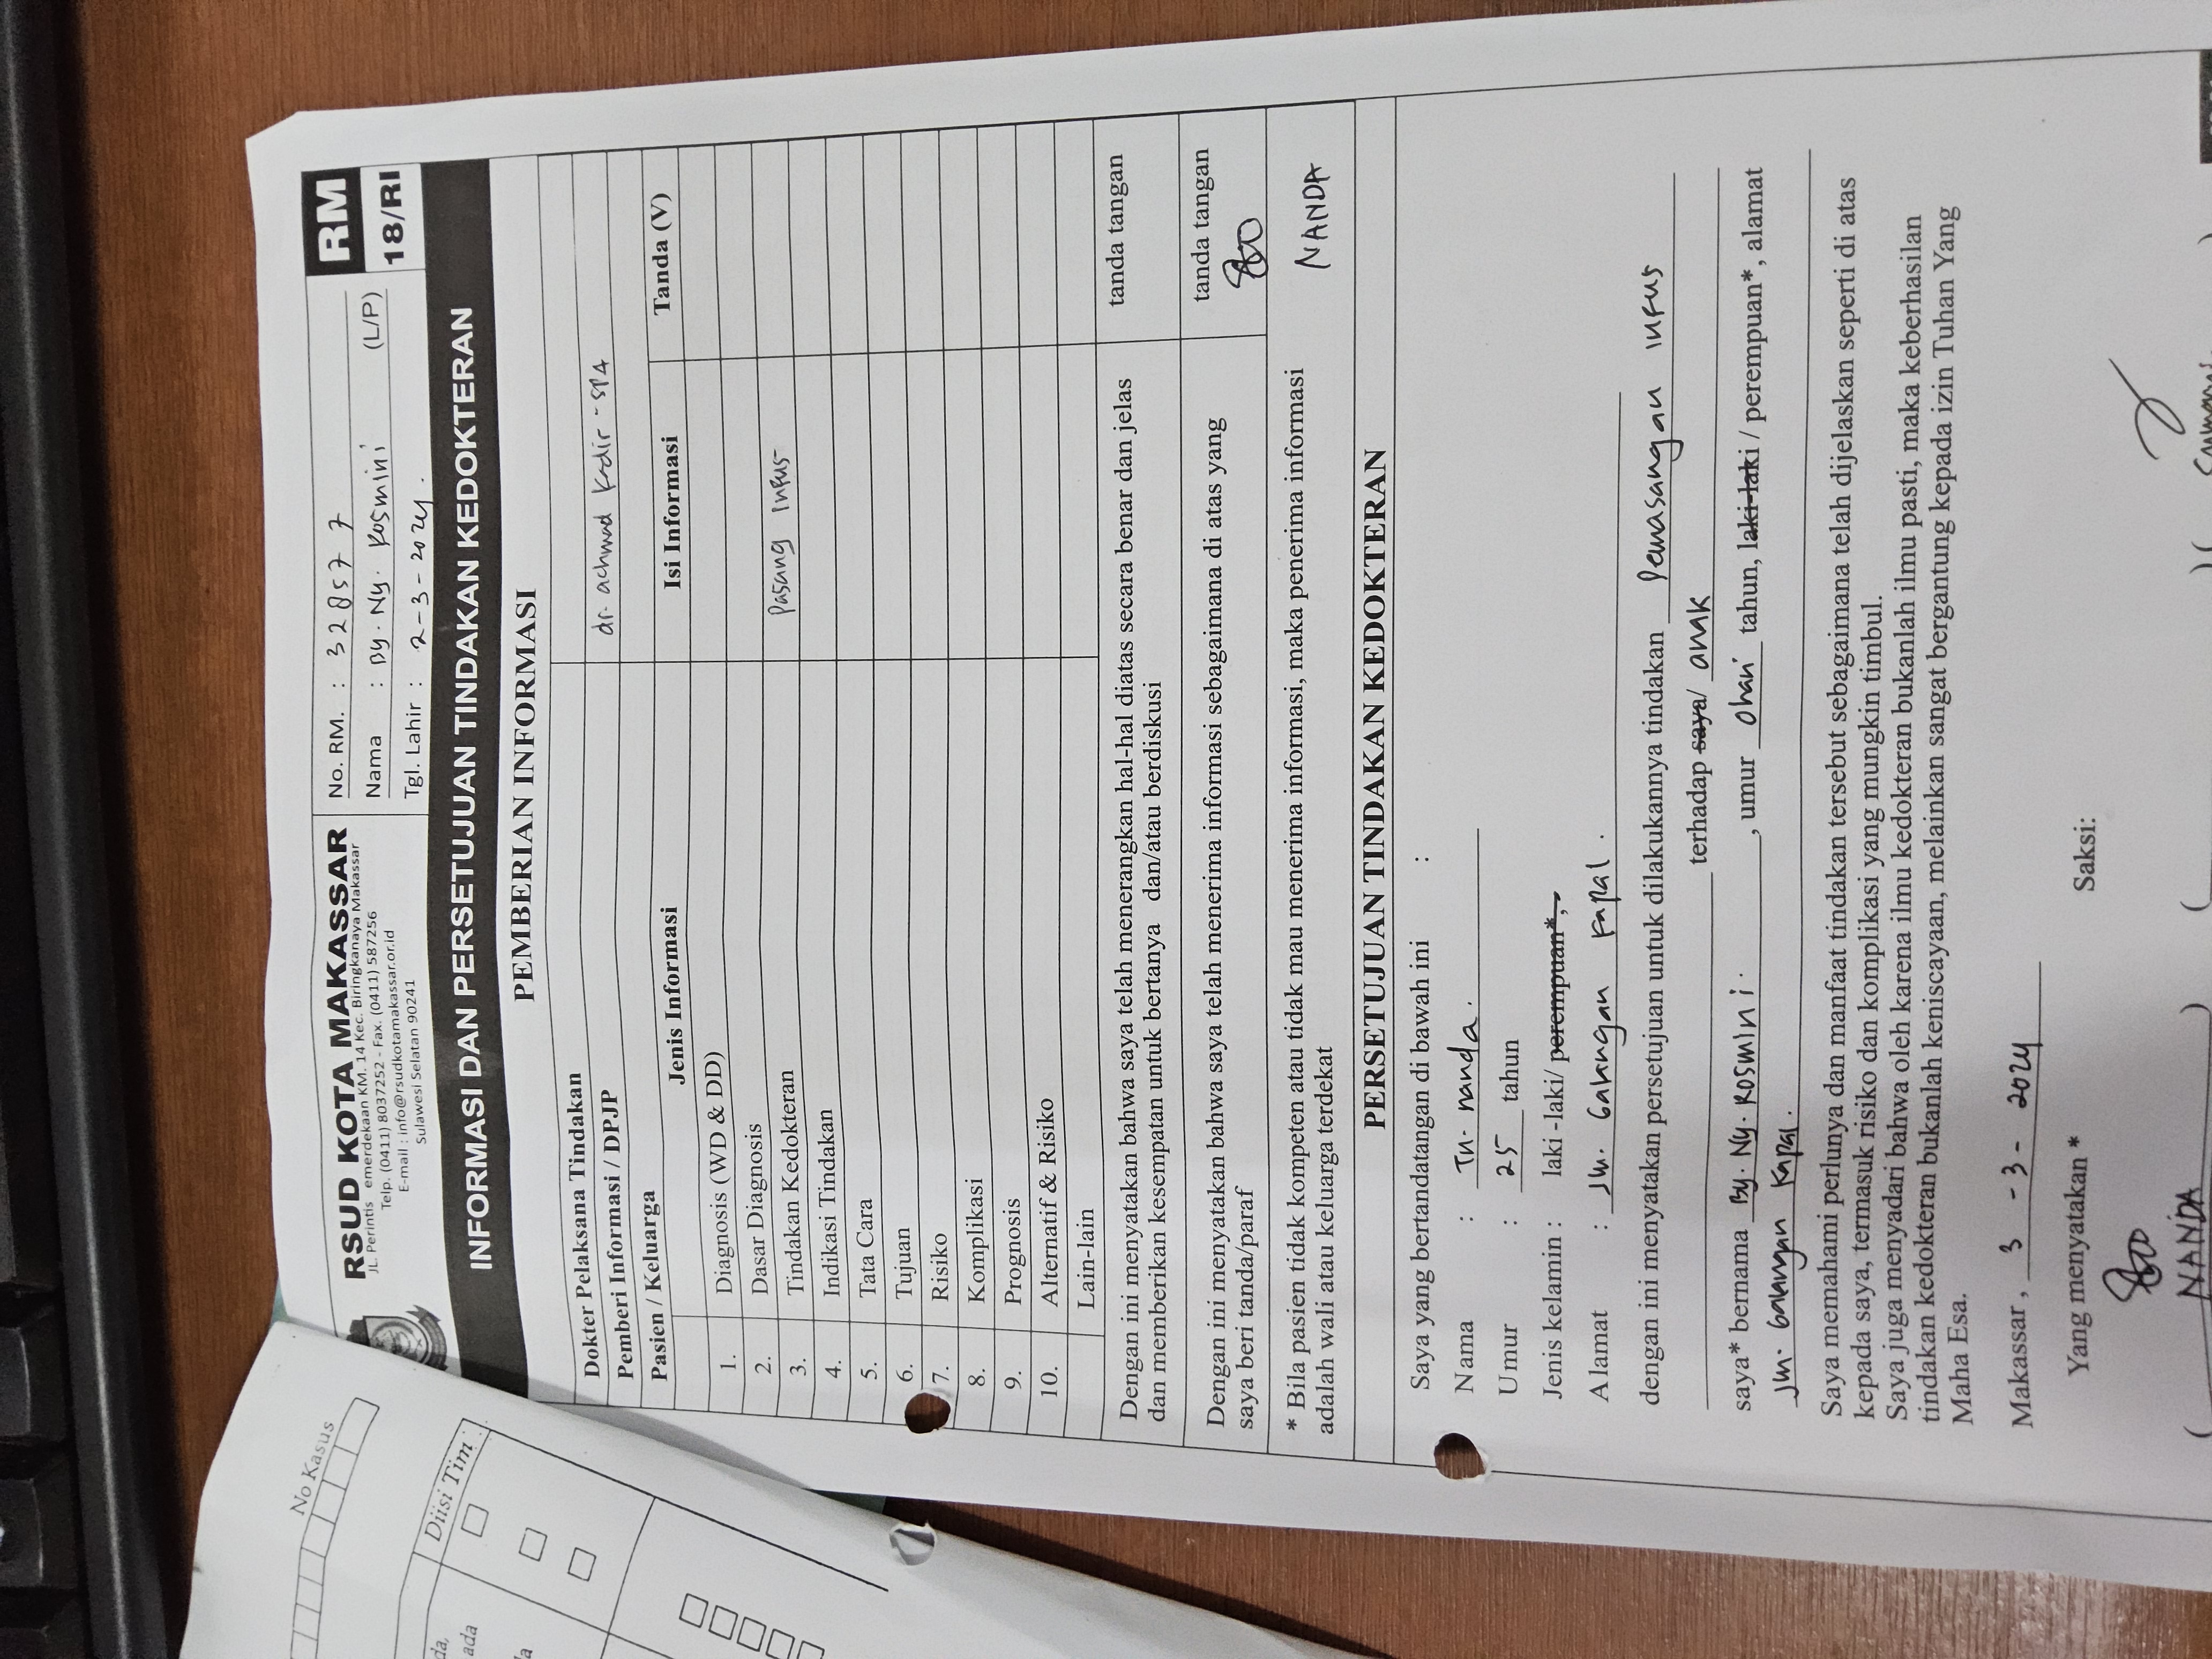 No Kasus
Diisi Tim
da,
ada
RSUD KOTA MAKASSAR
JL. Perintis emerdekaan KM. 14 Kec. Biringkanaya Makassar
Telp. (0411) 8037252 - Fax. (0411) 587256
E-mail : info@rsudkotamakassar.or.id
Sulawesi Selatan 90241
No. RM. : 328577
Nama : By. Ny. Rosmini (L/P)
Tgl. Lahir : 2-3-2024.
RM
18/RI
INFORMASI DAN PERSETUJUAN TINDAKAN KEDOKTERAN
PEMBERIAN INFORMASI
Dokter Pelaksana Tindakan
Pemberi Informasi / DPJP dr. achmad Kadir - SPA
Pasien / Keluarga
Jenis Informasi Isi Informasi Tanda (V)
1. Diagnosis (WD & DD)
2. Dasar Diagnosis
3. Tindakan Kedokteran Pasang Infus
4. Indikasi Tindakan
5. Tata Cara
6. Tujuan
7. Risiko
8. Komplikasi
9. Prognosis
10. Alternatif & Risiko
Lain-lain
Dengan ini menyatakan bahwa saya telah menerangkan hal-hal diatas secara benar dan jelas tanda tangan
dan memberikan kesempatan untuk bertanya dan/atau berdiskusi
Dengan ini menyatakan bahwa saya telah menerima informasi sebagaimana di atas yang tanda tangan
saya beri tanda/paraf
* Bila pasien tidak kompeten atau tidak mau menerima informasi, maka penerima informasi NANDA
adalah wali atau keluarga terdekat
PERSETUJUAN TINDAKAN KEDOKTERAN
Saya yang bertandatangan di bawah ini :
Nama : Tn. nanda.
Umur : 25 tahun
Jenis kelamin : laki -laki/ perempuan*,
Alamat : Jln. Galangan Kapal.
dengan ini menyatakan persetujuan untuk dilakukannya tindakan Pemasangan infus
terhadap saya/ anak
saya* bernama By. Ny. Rosmini. , umur 0hari tahun, laki-laki / perempuan*, alamat
Jln. Galangan Kapal.
Saya memahami perlunya dan manfaat tindakan tersebut sebagaimana telah dijelaskan seperti di atas
kepada saya, termasuk risiko dan komplikasi yang mungkin timbul.
Saya juga menyadari bahwa oleh karena ilmu kedokteran bukanlah ilmu pasti, maka keberhasilan
tindakan kedokteran bukanlah keniscayaan, melainkan sangat bergantung kepada izin Tuhan Yang
Maha Esa.
Makassar, 3 - 3 - 2024
Yang menyatakan * Saksi:
( NANDA ) ( ) ( )